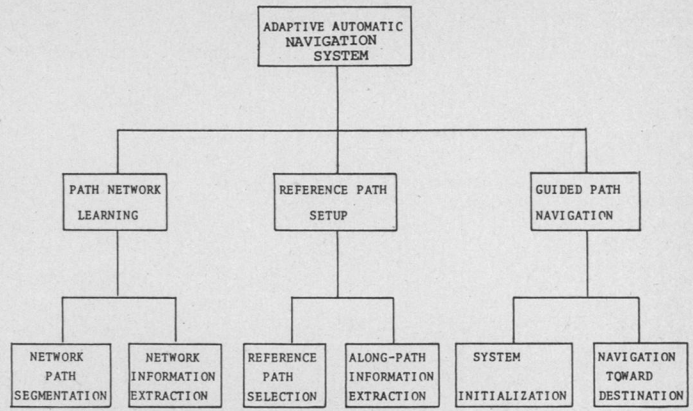 ADAPTIVE AUTOMATIC
NAVIGATION
SYSTEM
PATH NETWORK
LEARNING
REFERENCE PATH
SETUP
GUIDED PATH
NAVIGATION
NETWORK
PATH
SEGMENTATION
NETWORK
INFORMATION
EXTRACTION
REFERENCE
PATH
SELECTION
ALONG-PATH
INFORMATION
EXTRACTION
SYSTEM
INITIALIZATION
NAVIGATION
TOWARD
DESTINATION